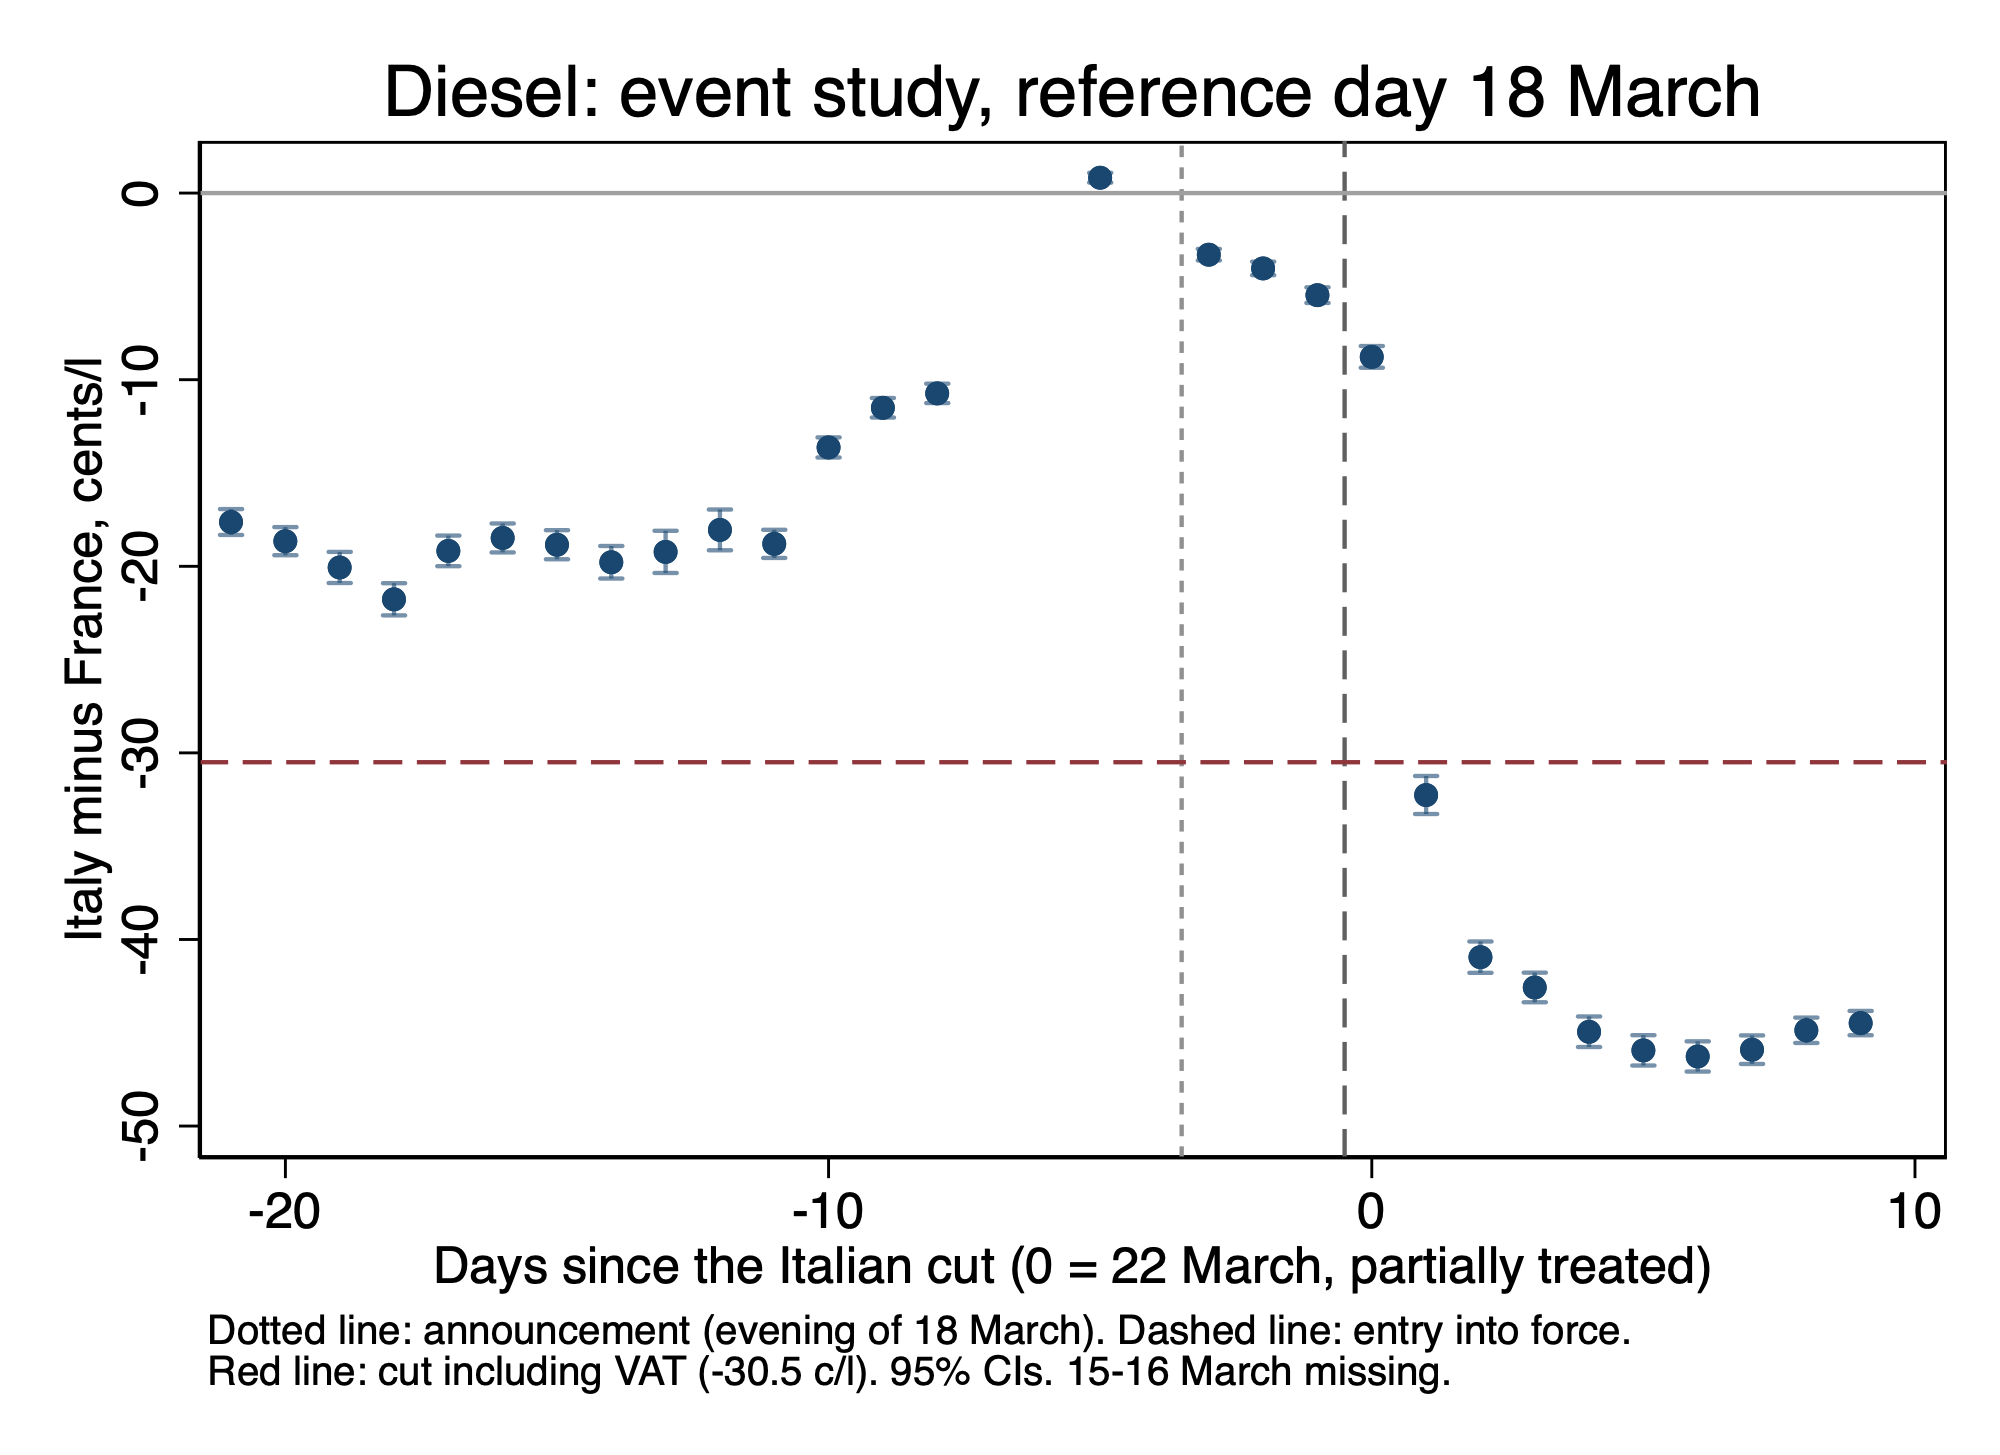 Diesel: event study, reference day 18 March
Italy minus France, cents/l
0
-10
-20
-30
-40
-50
-20
-10
0
10
Days since the Italian cut (0 = 22 March, partially treated)
Dotted line: announcement (evening of 18 March). Dashed line: entry into force.
Red line: cut including VAT (-30.5 c/l). 95% CIs. 15-16 March missing.